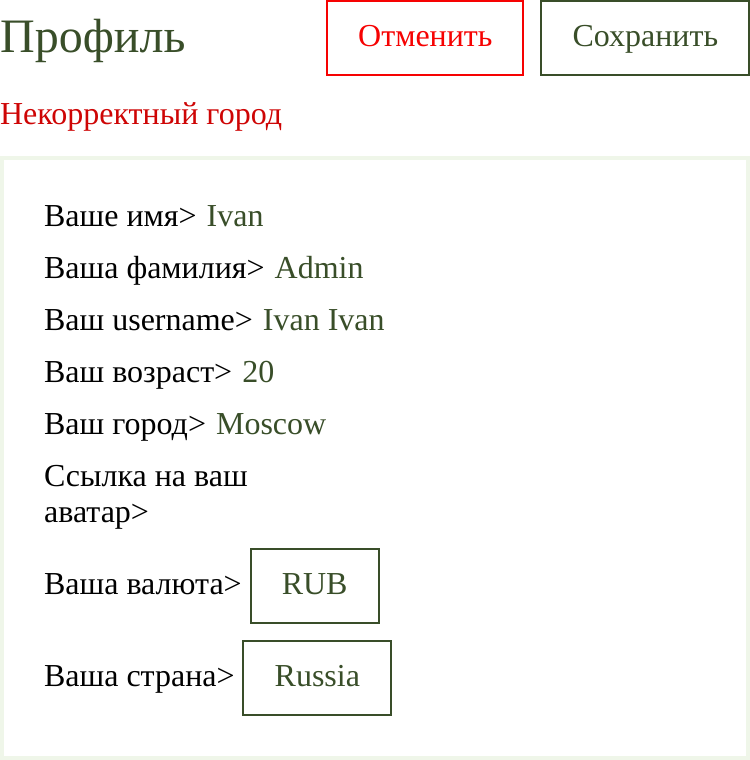 Профиль
Отменить
Сохранить
Некорректный город
Ваше имя> Ivan
Ваша фамилия> Admin
Ваш username> Ivan Ivan
Ваш возраст> 20
Ваш город> Moscow
Ссылка на ваш
аватар>
Ваша валюта> RUB
Ваша страна> Russia